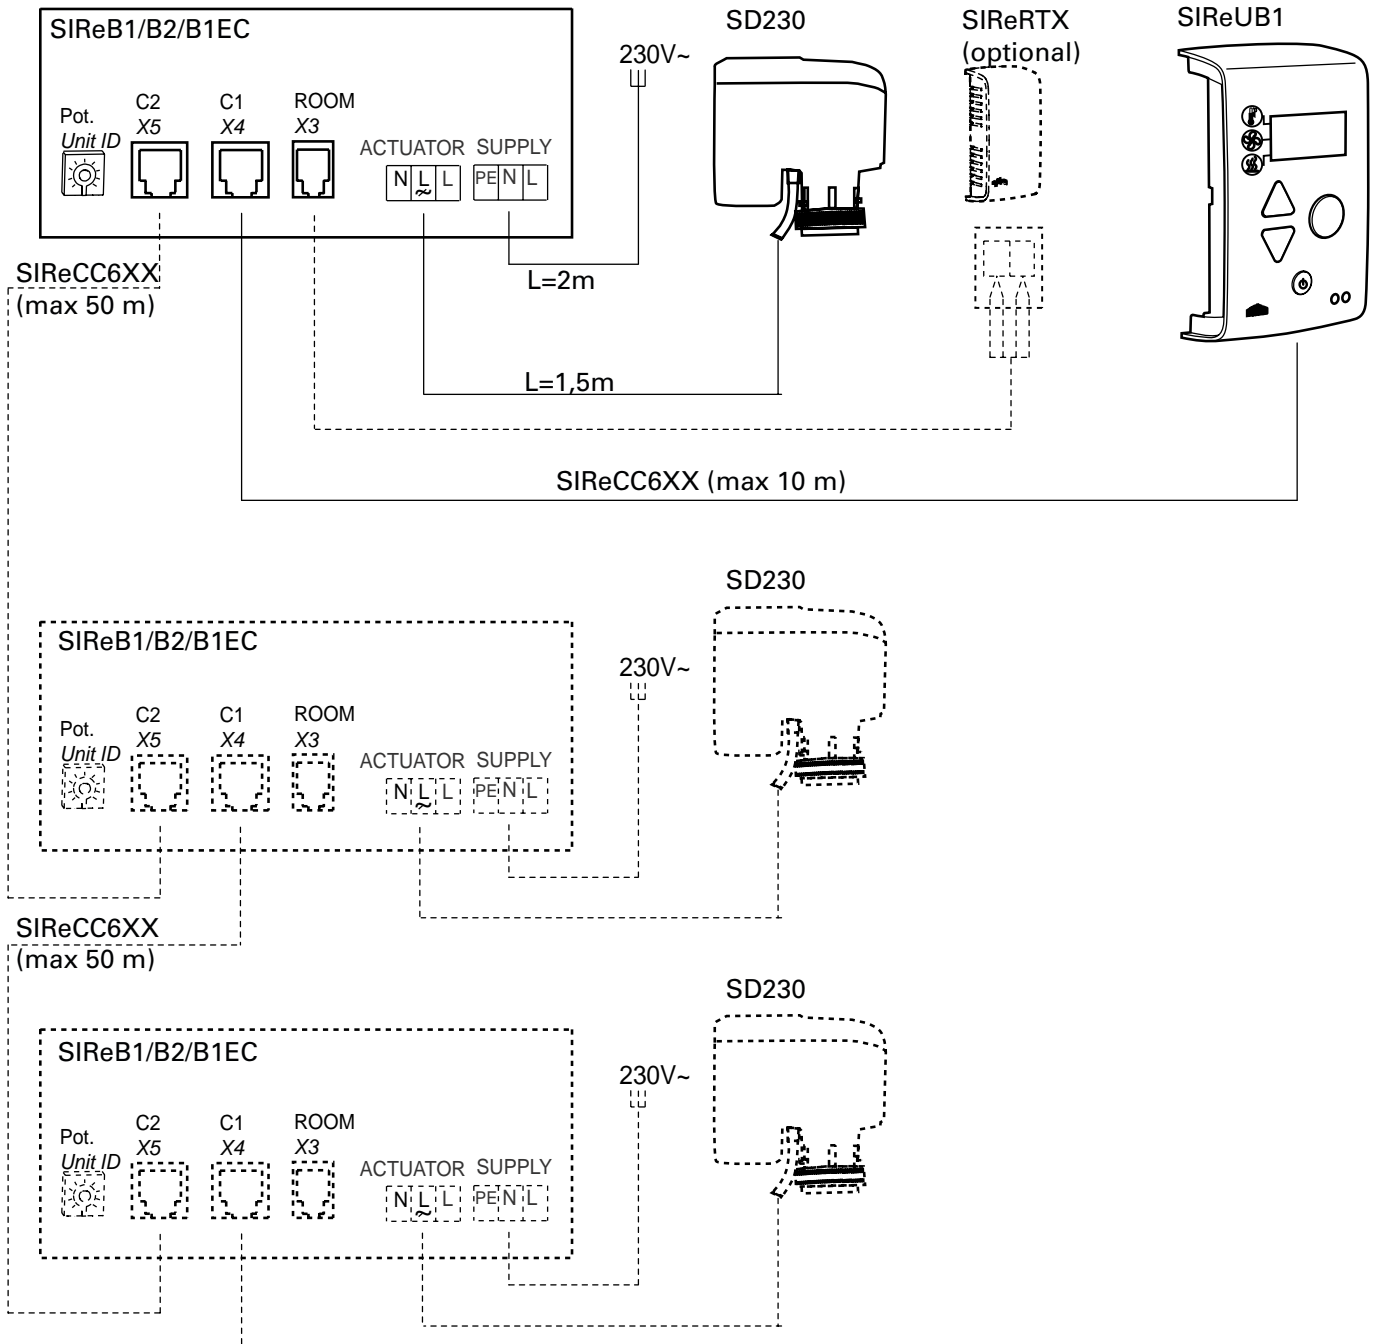 SIReB1/B2/B1EC
230V~
SD230
SIReRTX
(optional)
SIReUB1
Pot.
Unit ID
C2
X5
C1
X4
ROOM
X3
ACTUATOR
SUPPLY
N L L
PE N L
SIReCC6XX
(max 50 m)
L=2m
L=1,5m
SIReCC6XX (max 10 m)
SIReB1/B2/B1EC
230V~
SD230
Pot.
Unit ID
C2
X5
C1
X4
ROOM
X3
ACTUATOR
SUPPLY
N L L
PE N L
SIReCC6XX
(max 50 m)
SIReB1/B2/B1EC
230V~
SD230
Pot.
Unit ID
C2
X5
C1
X4
ROOM
X3
ACTUATOR
SUPPLY
N L L
PE N L